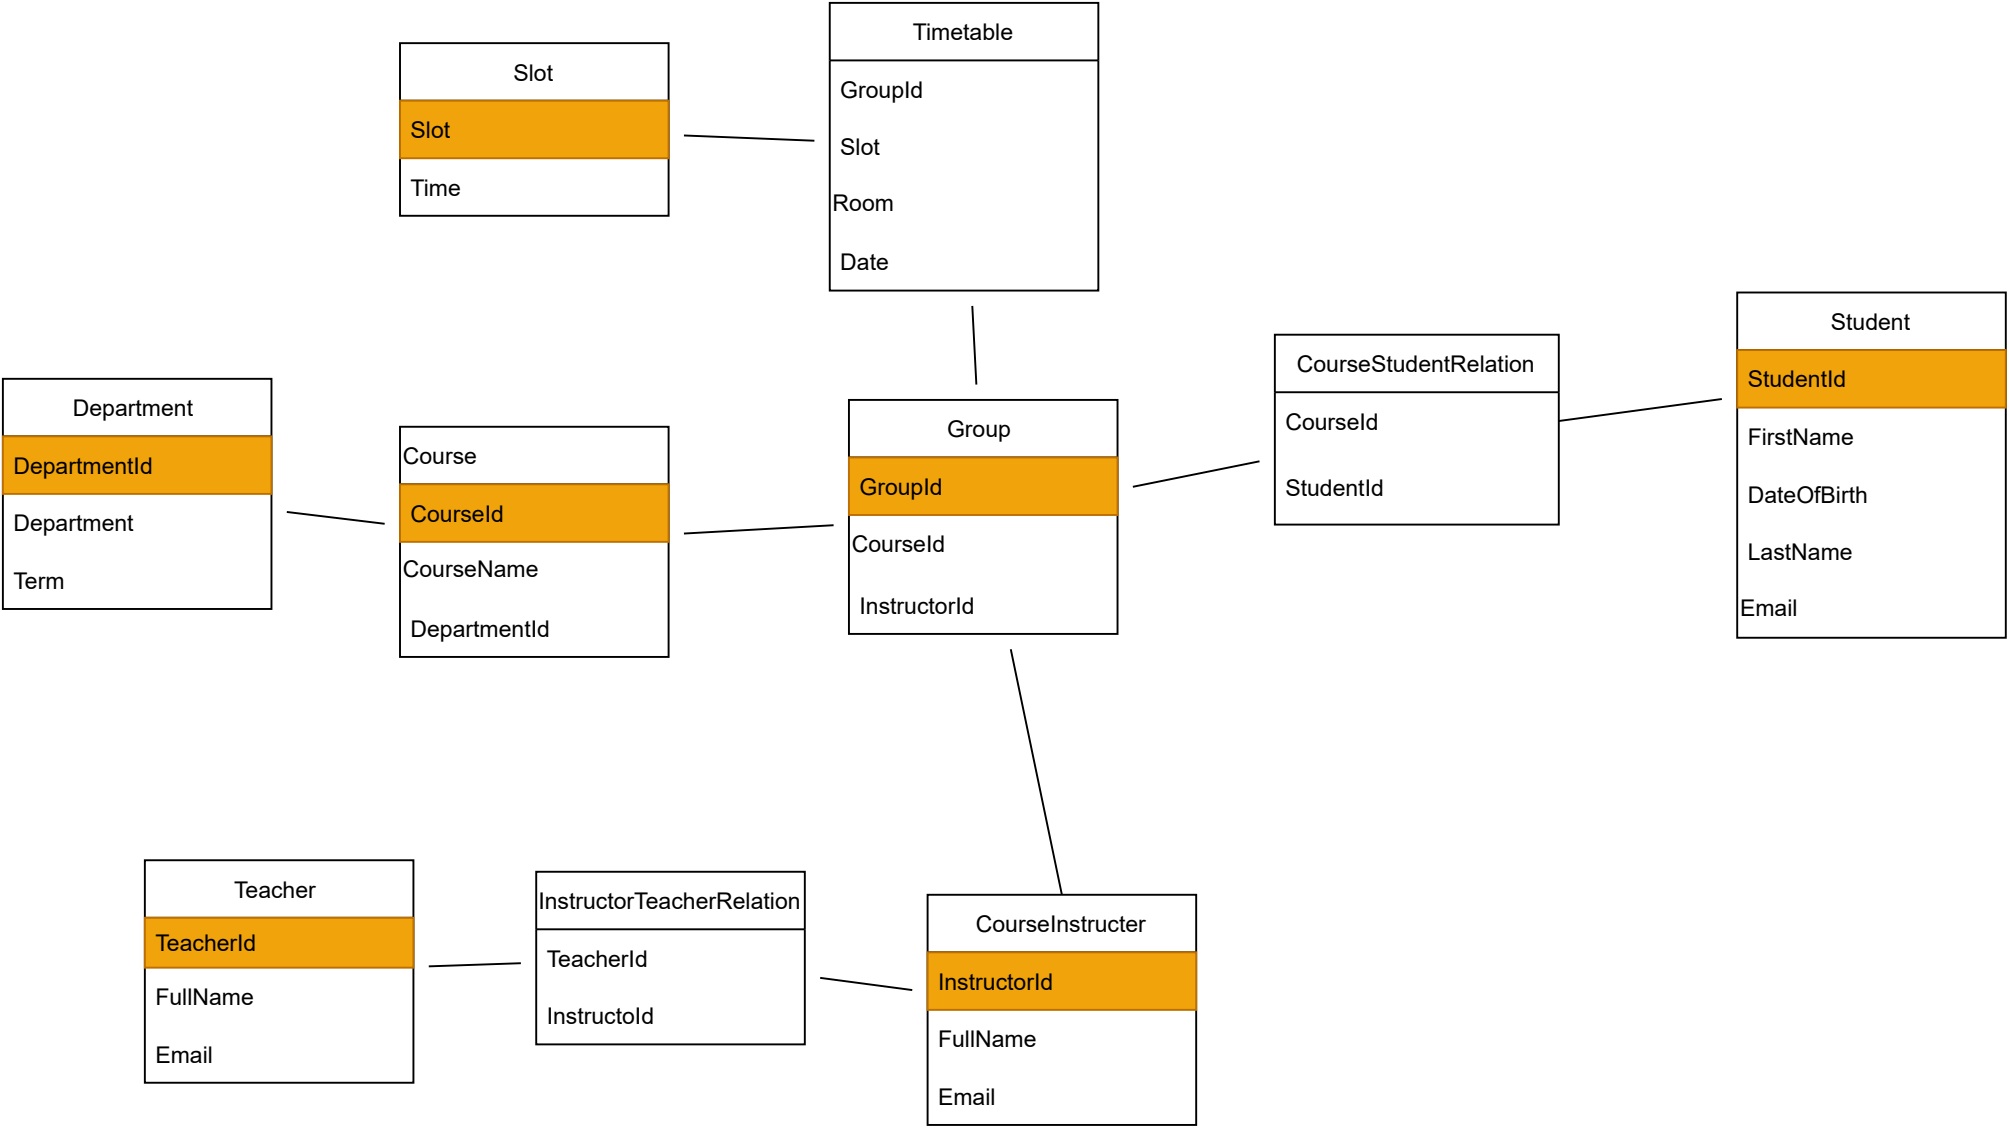 Slot
Slot
Time
Timetable
GroupId
Slot
Room
Date
Department
DepartmentId
Department
Term
Course
CourseId
CourseName
DepartmentId
Group
GroupId
CourseId
InstructorId
CourseStudentRelation
CourseId
StudentId
Student
StudentId
FirstName
DateOfBirth
LastName
Email
Teacher
TeacherId
FullName
Email
InstructorTeacherRelation
TeacherId
InstructoId
CourseInstructer
InstructorId
FullName
Email